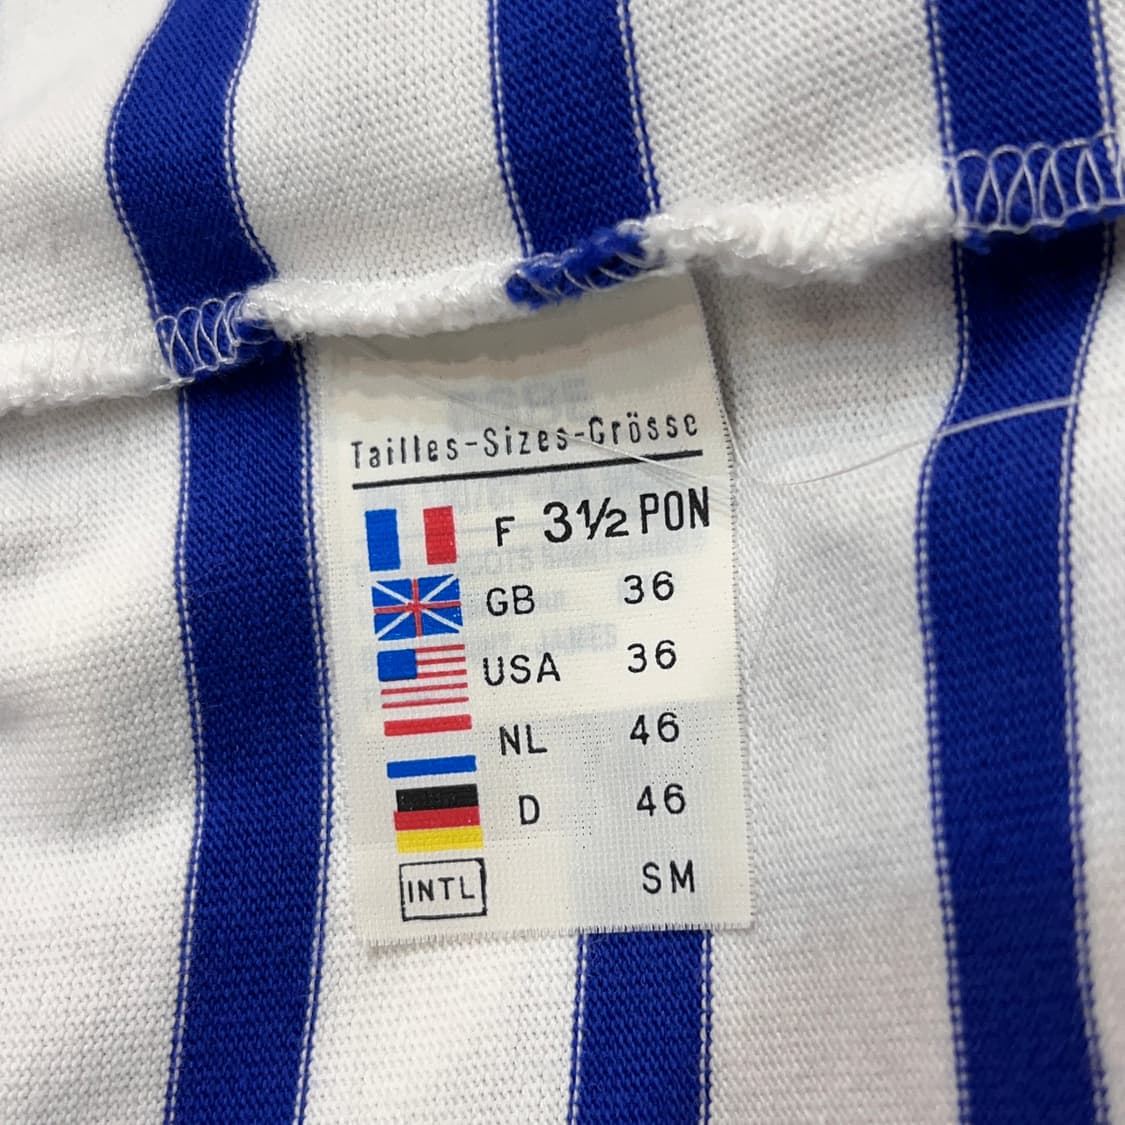 Tailles-Sizes-Grösse
F 3½ PON
GB 36
USA 36
NL 46
D 46
INTL SM